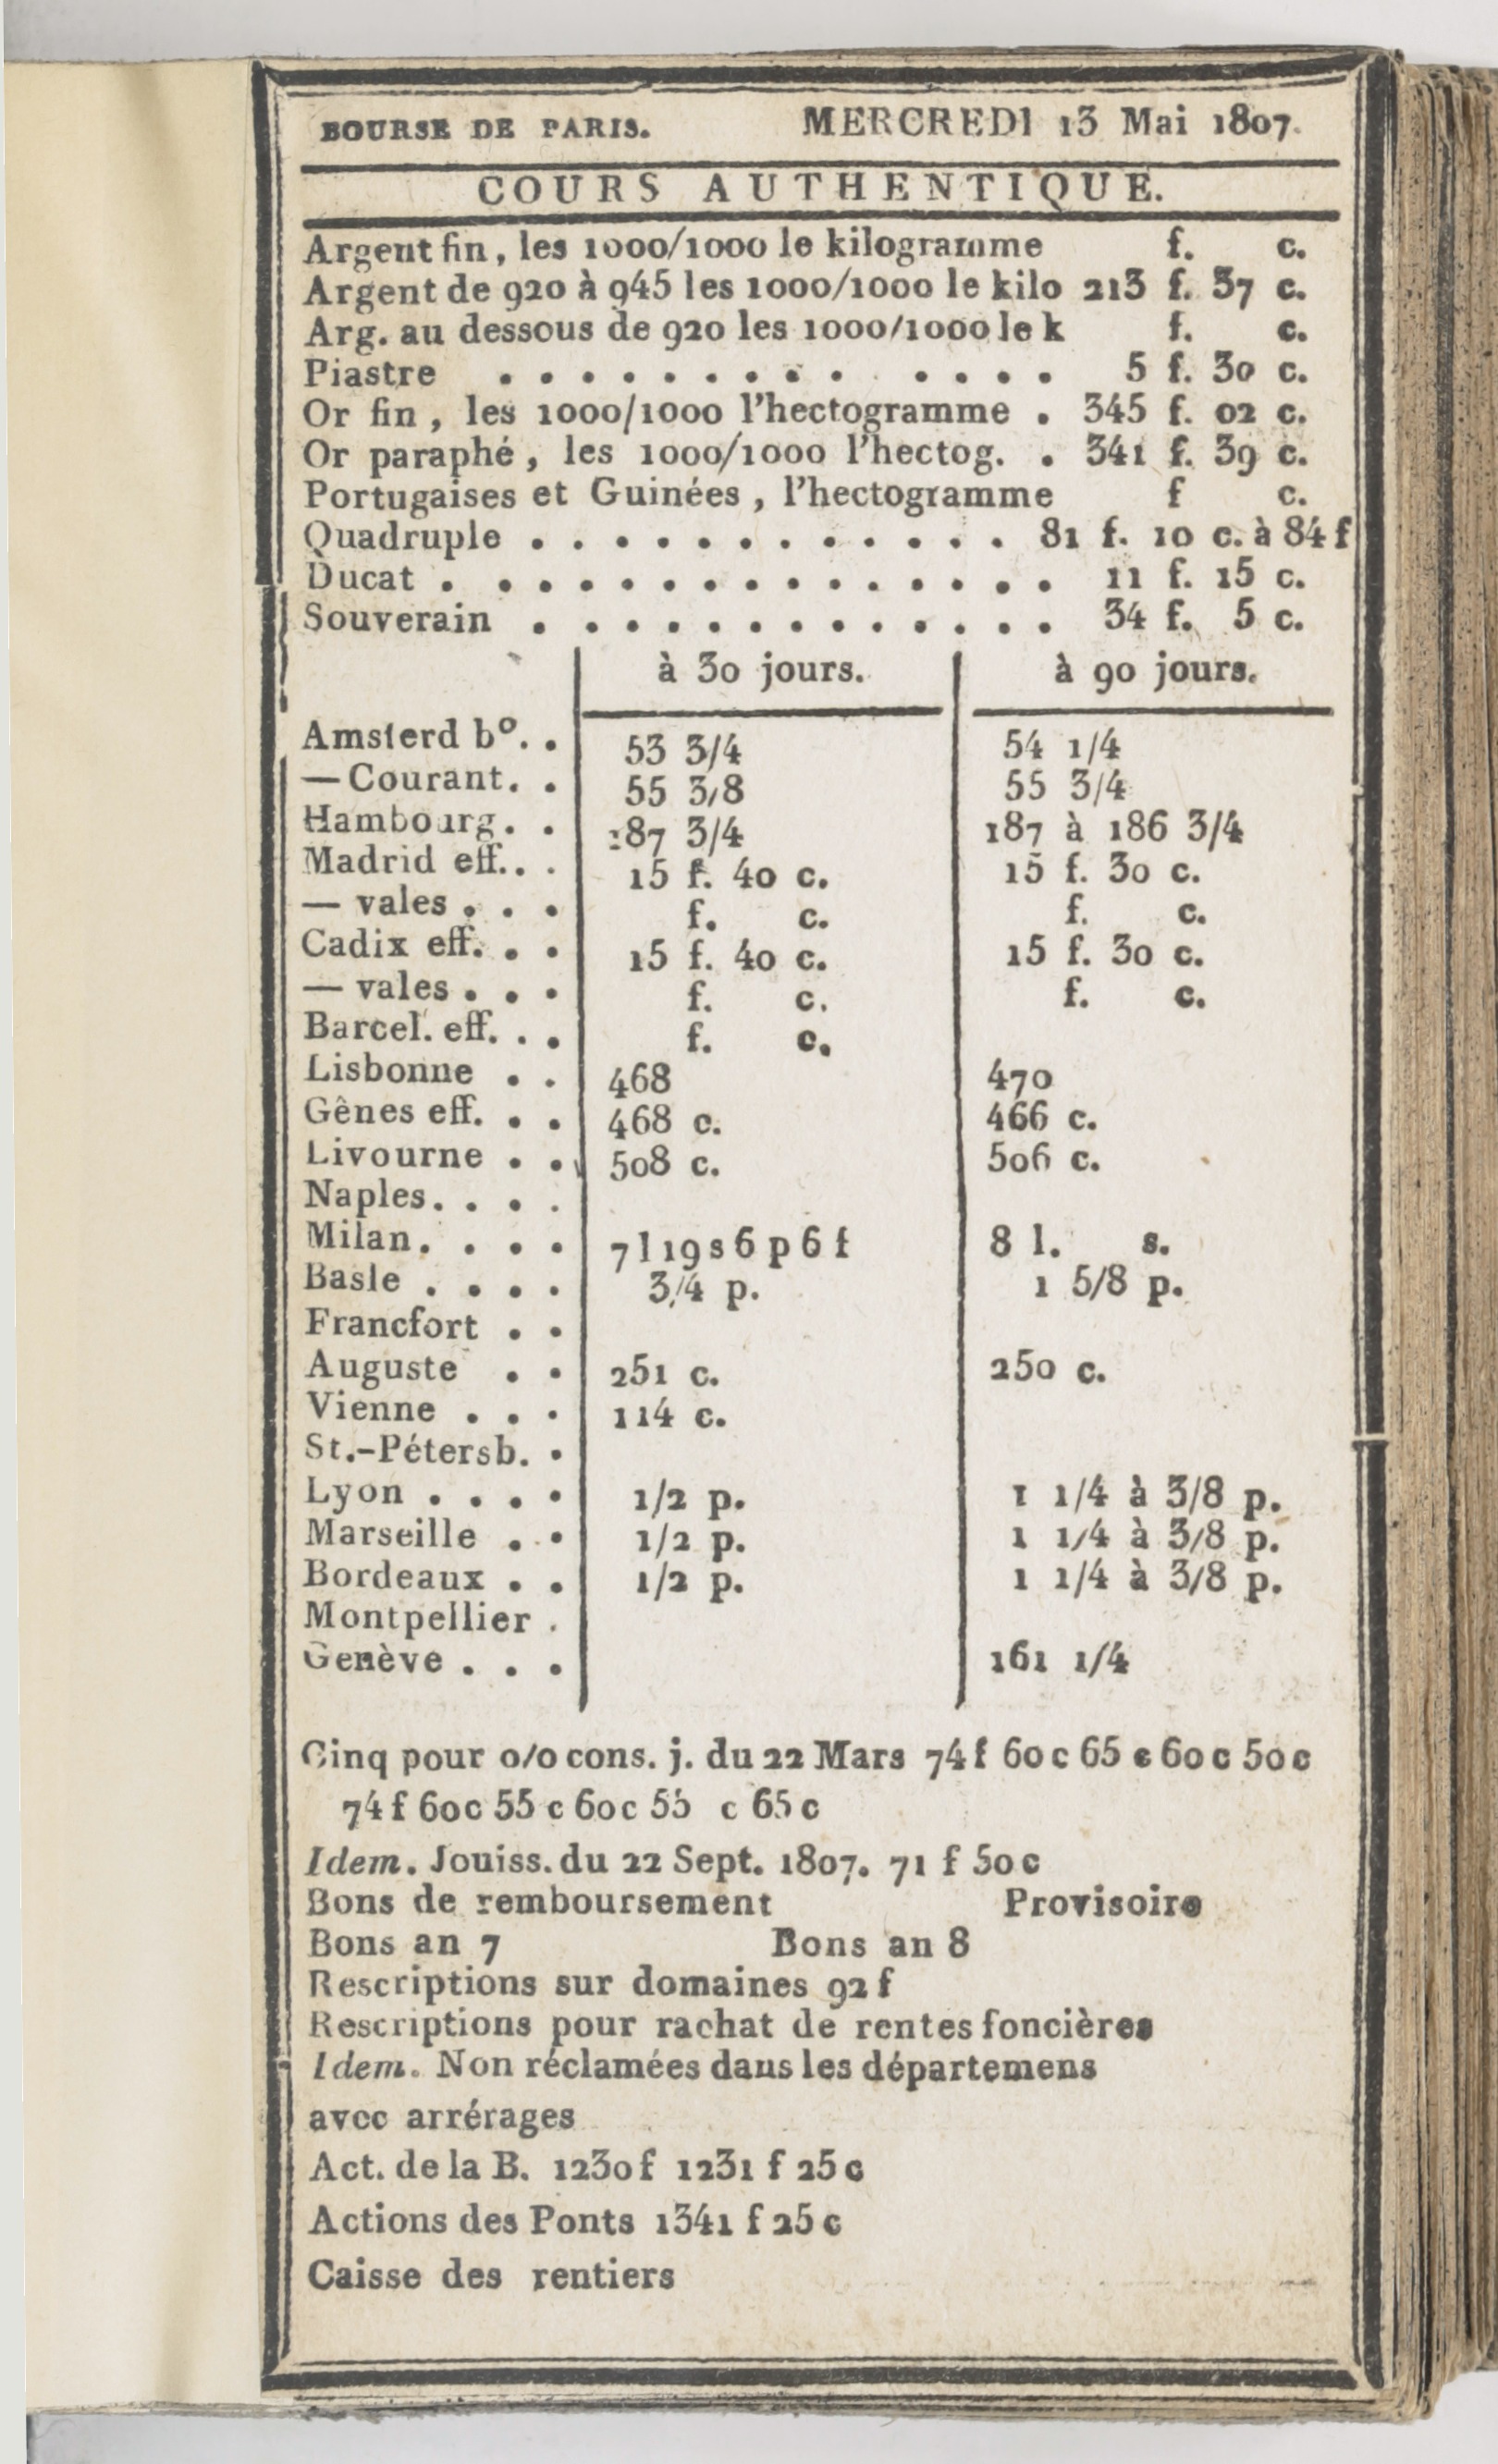 BOURSE DE PARIS. MERCREDI 13 Mai 1807.
COURS AUTHENTIQUE.
Argent fin, les 1000/1000 le kilogramme f. c.
Argent de 920 à 945 les 1000/1000 le kilo 213 f. 37 c.
Arg. au dessous de 920 les 1000/1000 le k f. c.
Piastre . . . . . . . . . . . . . 5 f. 30 c.
Or fin, les 1000/1000 l'hectogramme . 345 f. 02 c.
Or paraphé, les 1000/1000 l'hectog. . 341 f. 39 c.
Portugaises et Guinées, l'hectogramme f c.
Quadruple . . . . . . . . . . . . 81 f. 10 c. à 84 f
Ducat . . . . . . . . . . . . . . . 11 f. 15 c.
Souverain . . . . . . . . . . . . . 34 f. 5 c.
à 30 jours. à 90 jours.
Amsterd bº. . 53 3/4 54 1/4
—Courant. . 55 3/8 55 3/4
Hambourg. . 187 3/4 187 à 186 3/4
Madrid eff. . . 15 f. 40 c. 15 f. 30 c.
— vales . . . f. c. f. c.
Cadix eff. . . 15 f. 40 c. 15 f. 30 c.
— vales . . . f. c. f. c.
Barcel. eff. . . f. c.
Lisbonne . . 468 470
Gênes eff. . . 468 c. 466 c.
Livourne . . 508 c. 506 c.
Naples. . . .
Milan. . . . 7 l 19 s 6 p 6 f 8 l. s.
Basle . . . . 3/4 p. 1 5/8 p.
Francfort . .
Auguste . . 251 c. 250 c.
Vienne . . . 114 c.
St.-Pétersb. .
Lyon . . . . 1/2 p. 1 1/4 à 3/8 p.
Marseille . . 1/2 p. 1 1/4 à 3/8 p.
Bordeaux . . 1/2 p. 1 1/4 à 3/8 p.
Montpellier .
Genève . . . 161 1/4
Cinq pour 0/0 cons. j. du 22 Mars 74 f 60 c 65 c 60 c 50 c
74 f 60 c 55 c 60 c 55 c 65 c
Idem. Jouiss. du 22 Sept. 1807. 71 f 50 c
Bons de remboursement Provisoire
Bons an 7 Bons an 8
Rescriptions sur domaines 92 f
Rescriptions pour rachat de rentes foncières
Idem. Non réclamées dans les départemens
avec arrérages
Act. de la B. 1230 f 1231 f 25 c
Actions des Ponts 1341 f 25 c
Caisse des rentiers